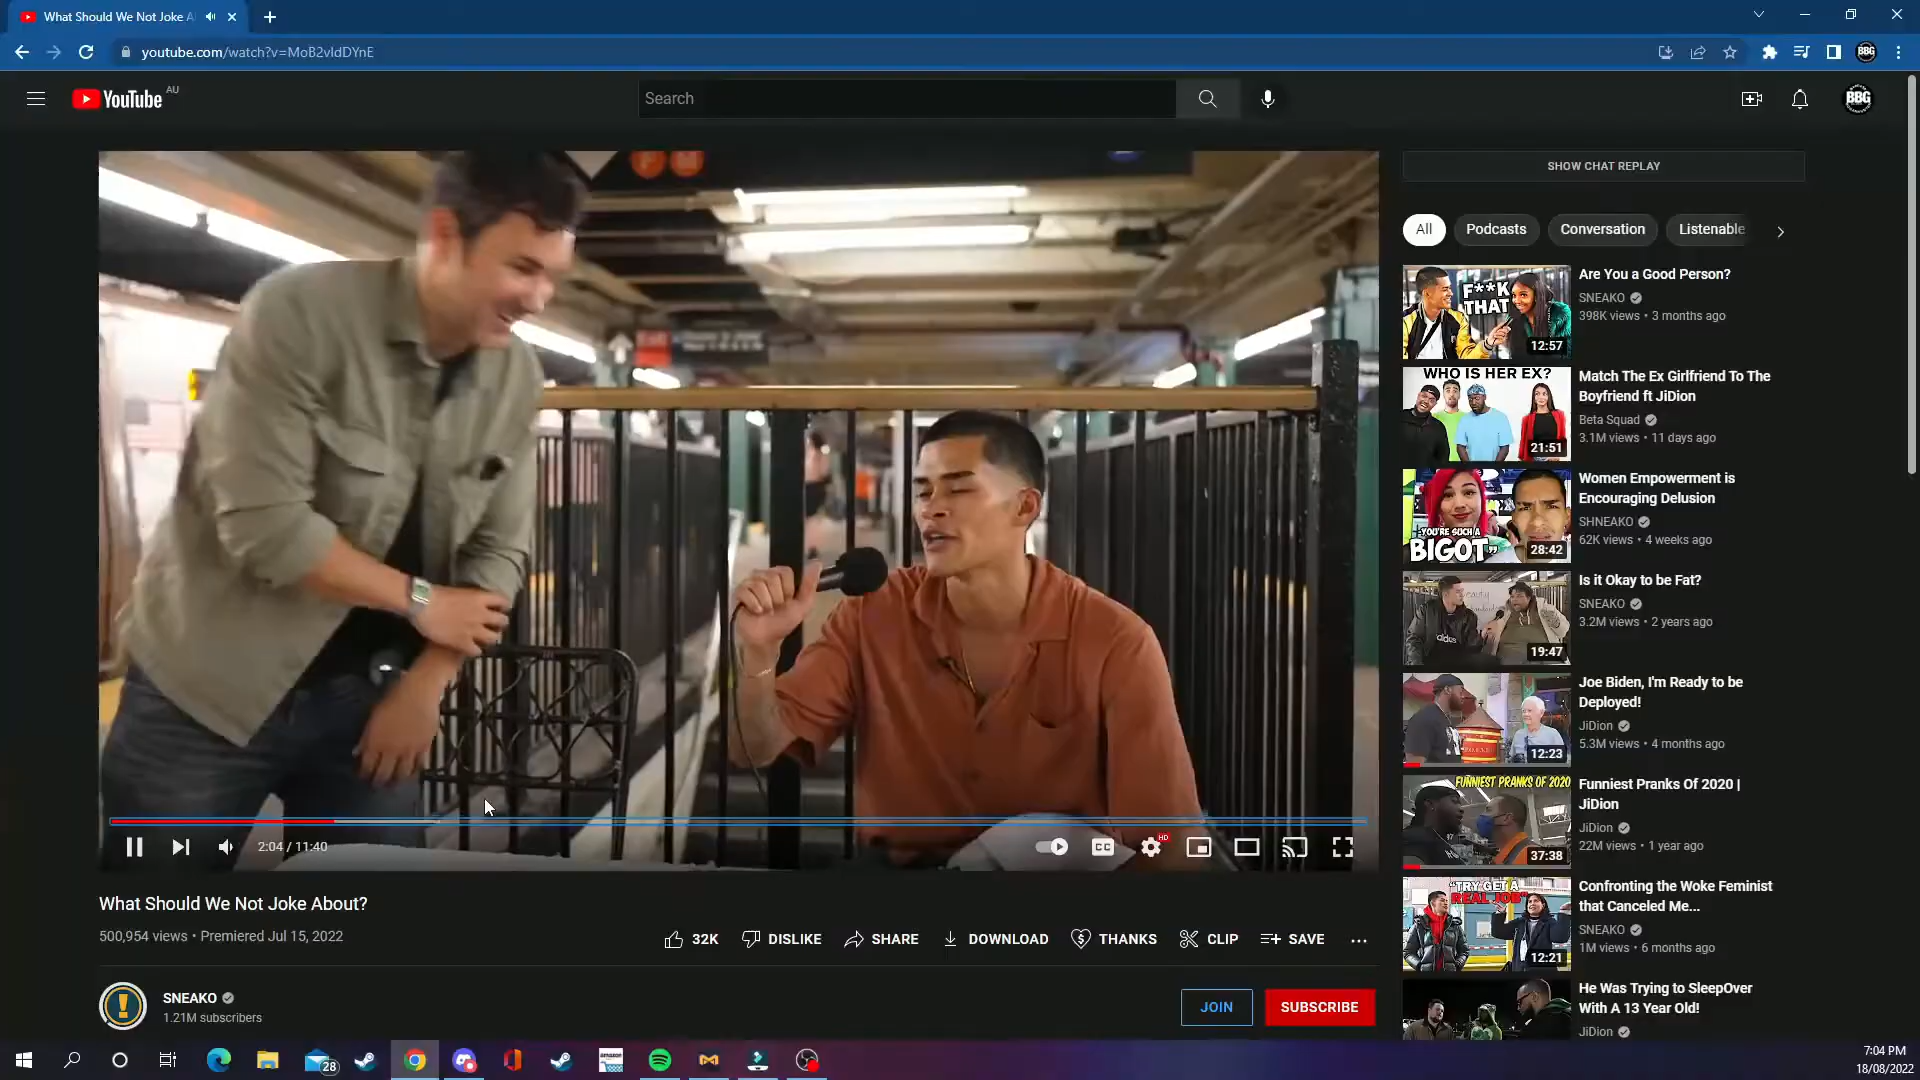 What Should We Not Joke A
youtube.com/watch?v=MoB2vldDYnE
BBG
YouTube AU
Search
BBG
SHOW CHAT REPLAY
All
Podcasts
Conversation
Listenable
F**K THAT
12:57
Are You a Good Person?
SNEAKO
398K views • 3 months ago
WHO IS HER EX?
21:51
Match The Ex Girlfriend To The
Boyfriend ft JiDion
Beta Squad
3.1M views • 11 days ago
"YOU'RE SUCH A
BIGOT"
28:42
Women Empowerment is
Encouraging Delusion
SHNEAKO
62K views • 4 weeks ago
adidas
19:47
Is it Okay to be Fat?
SNEAKO
3.2M views • 2 years ago
12:23
Joe Biden, I'm Ready to be
Deployed!
JiDion
5.3M views • 4 months ago
FUNNIEST PRANKS OF 2020
37:38
Funniest Pranks Of 2020 |
JiDion
JiDion
22M views • 1 year ago
"TRY GET A
REAL JOB"
12:21
Confronting the Woke Feminist
that Canceled Me...
SNEAKO
1M views • 6 months ago
He Was Trying to SleepOver
With A 13 Year Old!
JiDion
F M
Exit
2:04 / 11:40
CC
HD
What Should We Not Joke About?
500,954 views • Premiered Jul 15, 2022
32K
DISLIKE
SHARE
DOWNLOAD
THANKS
CLIP
SAVE
SNEAKO
1.21M subscribers
JOIN
SUBSCRIBE
28
amazon
7:04 PM
18/08/2022